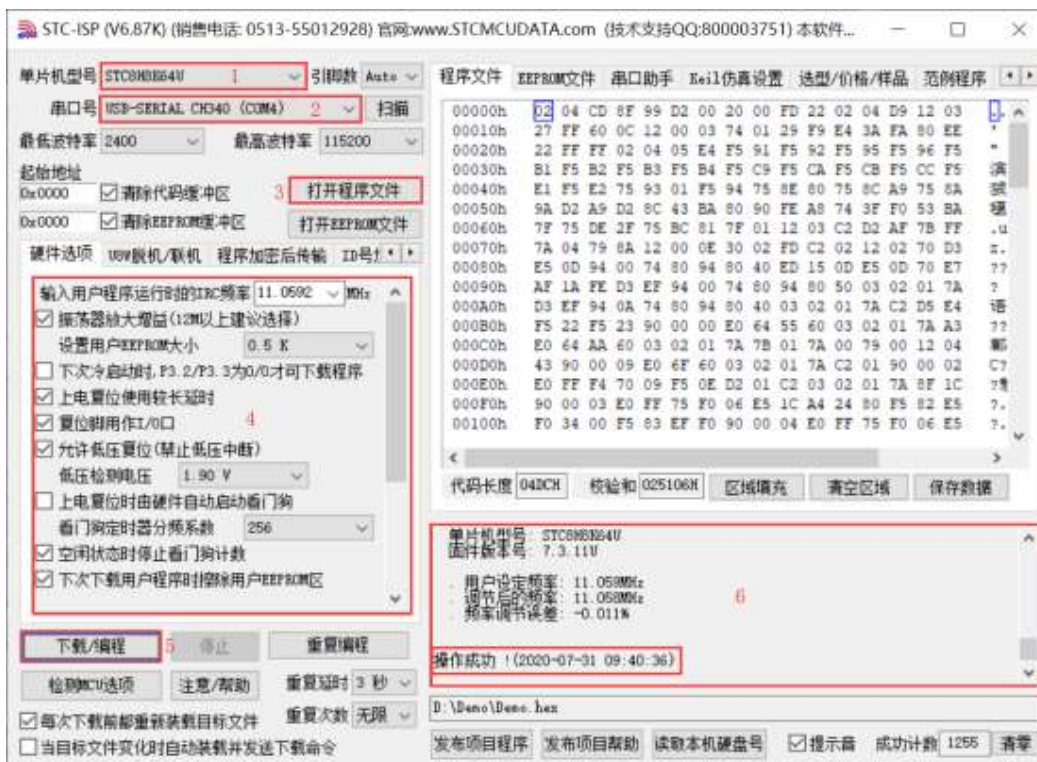 STC-ISP (V6.87K) (销售电话: 0513-55012928) 官网:www.STCMCUDATA.com (技术支持QQ:800003751) 本软件...
单片机型号 STC8H8K64U 1 引脚数 Auto
串口号 USB-SERIAL CH340 (COM4) 2 扫描
最低波特率 2400 最高波特率 115200
起始地址
0x0000 清除代码缓冲区 3 打开程序文件
0x0000 清除EEPROM缓冲区 打开EEPROM文件
硬件选项 U8W脱机/联机 程序加密后传输 ID号
输入用户程序运行时的IRC频率 11.0592 MHz
振荡器放大增益(12M以上建议选择)
设置用户EEPROM大小 0.5 K
下次冷启动时,P3.2/P3.3为0/0才可下载程序
上电复位使用较长延时
复位脚用作I/O口 4
允许低压复位(禁止低压中断)
低压检测电压 1.90 V
上电复位时由硬件自动启动看门狗
看门狗定时器分频系数 256
空闲状态时停止看门狗计数
下次下载用户程序时擦除用户EEPROM区
下载/编程 5 停止 重复编程
检测MCU选项 注意/帮助 重复延时 3 秒
每次下载前都重新装载目标文件 重复次数 无限
当目标文件变化时自动装载并发送下载命令
程序文件 EEPROM文件 串口助手 Keil仿真设置 选型/价格/样品 范例程序
00000h 02 04 CD 8F 99 D2 00 20 00 FD 22 02 04 D9 12 03
00010h 27 FF 60 0C 12 00 03 74 01 29 F9 E4 3A FA 80 EE
00020h 22 FF FF 02 04 05 E4 F5 91 F5 92 F5 95 F5 96 F5
00030h B1 F5 B2 F5 B3 F5 B4 F5 C9 F5 CA F5 CB F5 CC F5
00040h E1 F5 E2 75 93 01 F5 94 75 8E 80 75 8C A9 75 8A
00050h 9A D2 A9 D2 8C 43 BA 80 90 FE A8 74 3F F0 53 BA
00060h 7F 75 DE 2F 75 BC 81 7F 01 12 03 C2 D2 AF 7B FF .u
00070h 7A 04 79 8A 12 00 0E 30 02 FD C2 02 12 02 70 D3 z.
00080h E5 0D 94 00 74 80 94 80 40 ED 15 0D E5 0D 70 E7 ??
00090h AF 1A FE D3 EF 94 00 74 80 94 80 50 03 02 01 7A ?
000A0h D3 EF 94 0A 74 80 94 80 40 03 02 01 7A C2 D5 E4 语
000B0h F5 22 F5 23 90 00 00 E0 64 55 60 03 02 01 7A A3 ??
000C0h E0 64 AA 60 03 02 01 7A 7B 01 7A 00 79 00 12 04
000D0h 43 90 00 09 E0 6F 60 03 02 01 7A C2 01 90 00 02 C?
000E0h E0 FF F4 70 09 F5 0E D2 01 C2 03 02 01 7A 8F 1C
000F0h 90 00 03 E0 FF 75 F0 06 E5 1C A4 24 80 F5 82 E5 ?.
00100h F0 34 00 F5 83 EF F0 90 00 04 E0 FF 75 F0 06 E5 ?.
代码长度 04DCH 校验和 025106H 区域填充 清空区域 保存数据
单片机型号: STC8H8K64U
固件版本号: 7.3.11U
. 用户设定频率: 11.059MHz
. 调节后的频率: 11.058MHz
. 频率调节误差: -0.011%
6
操作成功 !(2020-07-31 09:40:36)
D:\Demo\Demo.hex
发布项目程序 发布项目帮助 读取本机硬盘号 提示音 成功计数 1255 清零